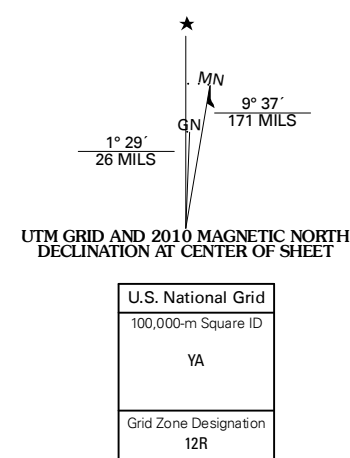 ★
MN
GN
9° 37´
171 MILS
1° 29´
26 MILS
UTM GRID AND 2010 MAGNETIC NORTH
DECLINATION AT CENTER OF SHEET
U.S. National Grid
100,000-m Square ID
YA
Grid Zone Designation
12R